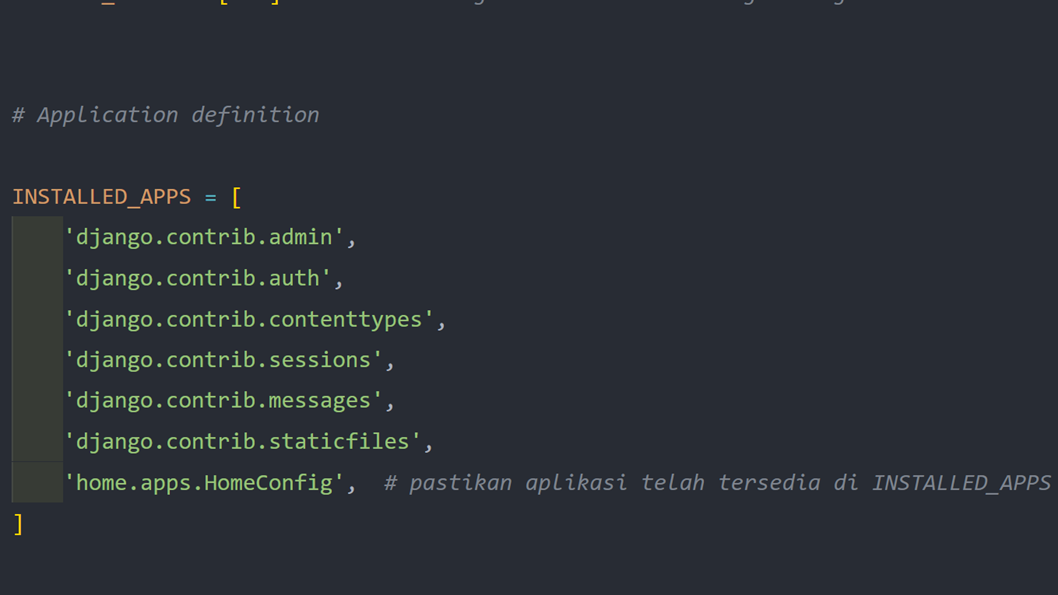 # Application definition
INSTALLED_APPS = [
'django.contrib.admin',
'django.contrib.auth',
'django.contrib.contenttypes',
'django.contrib.sessions',
'django.contrib.messages',
'django.contrib.staticfiles',
'home.apps.HomeConfig',  # pastikan aplikasi telah tersedia di INSTALLED_APPS
]